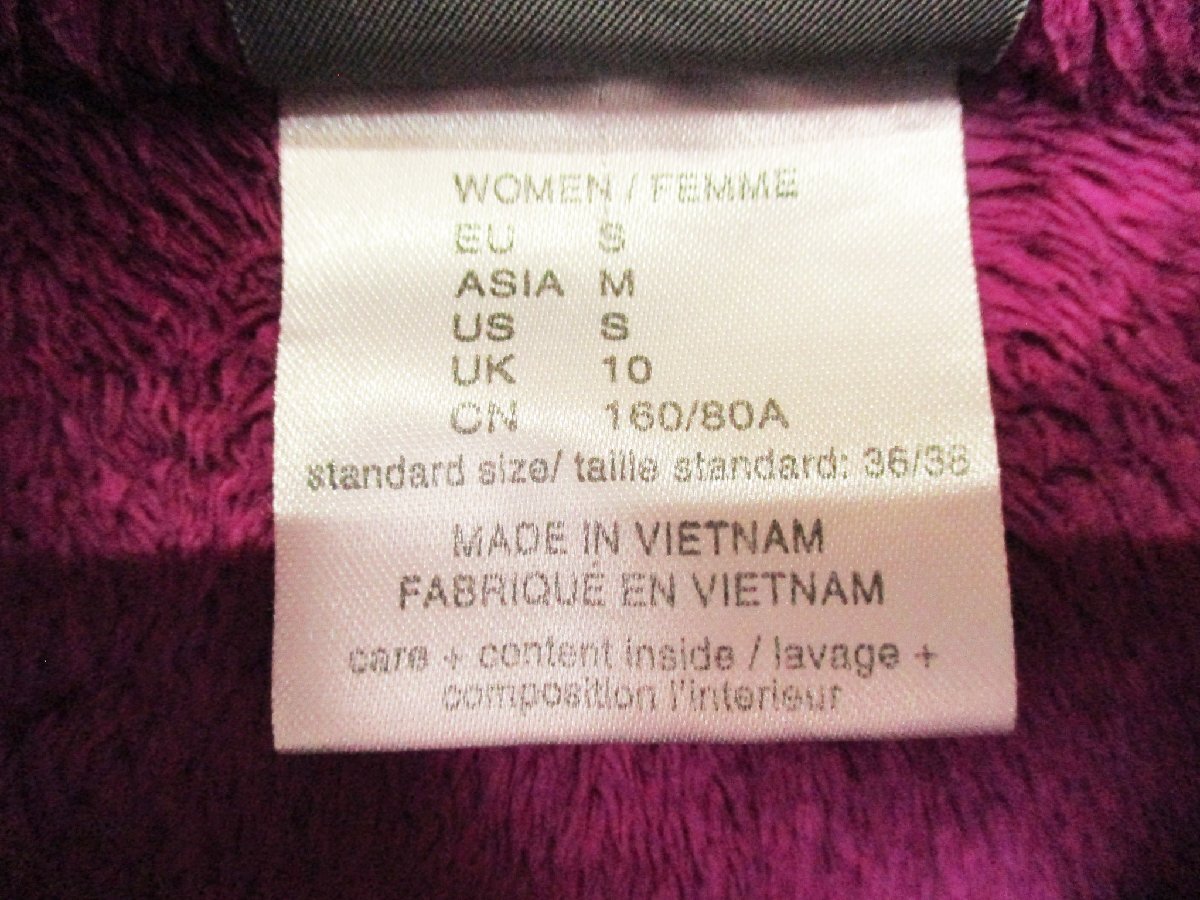 WOMEN / FEMME
EU S
ASIA M
US S
UK 10
CN 160/80A
standard size/ taille standard: 36/38
MADE IN VIETNAM
FABRIQUÉ EN VIETNAM
care + content inside / lavage +
composition l'interieur